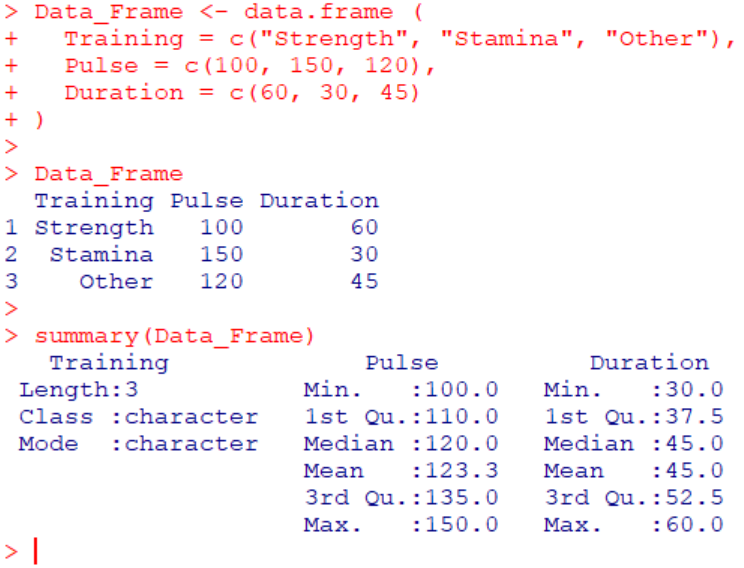 > Data_Frame <- data.frame (
+   Training = c("Strength", "Stamina", "Other"),
+   Pulse = c(100, 150, 120),
+   Duration = c(60, 30, 45)
+ )
>
> Data_Frame
  Training Pulse Duration
1 Strength   100       60
2  Stamina   150       30
3    Other   120       45
>
> summary(Data_Frame)
   Training             Pulse          Duration
 Length:3           Min.   :100.0   Min.   :30.0
 Class :character   1st Qu.:110.0   1st Qu.:37.5
 Mode  :character   Median :120.0   Median :45.0
                    Mean   :123.3   Mean   :45.0
                    3rd Qu.:135.0   3rd Qu.:52.5
                    Max.   :150.0   Max.   :60.0
>